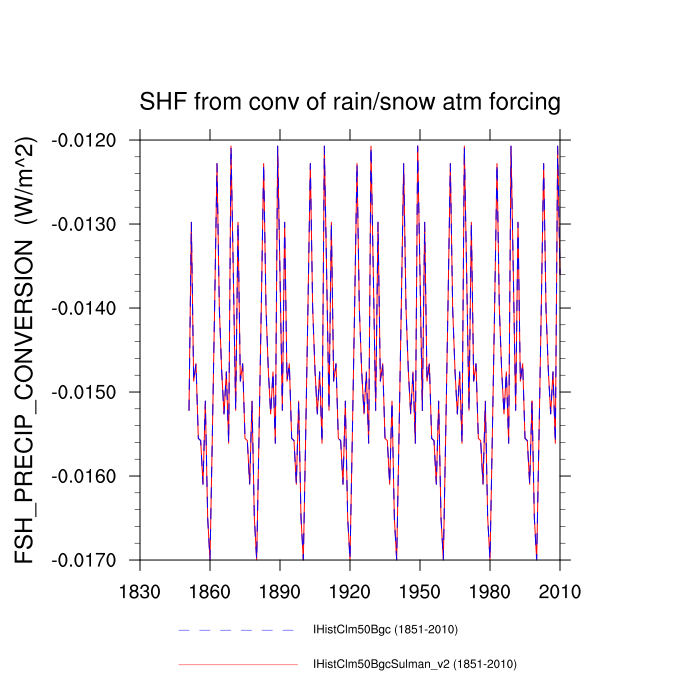 SHF from conv of rain/snow atm forcing
FSH_PRECIP_CONVERSION (W/m^2)
-0.0120
-0.0130
-0.0140
-0.0150
-0.0160
-0.0170
1830 1860 1890 1920 1950 1980 2010
IHistClm50Bgc (1851-2010)
IHistClm50BgcSulman_v2 (1851-2010)